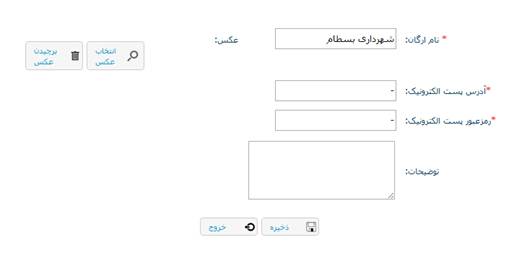 * نام ارگان: شهرداری بسطام
عکس:
انتخاب عکس
برچیدن عکس
*آدرس پست الکترونیک: -
*رمزعبور پست الکترونیک: -
توضیحات:
ذخیره
خروج